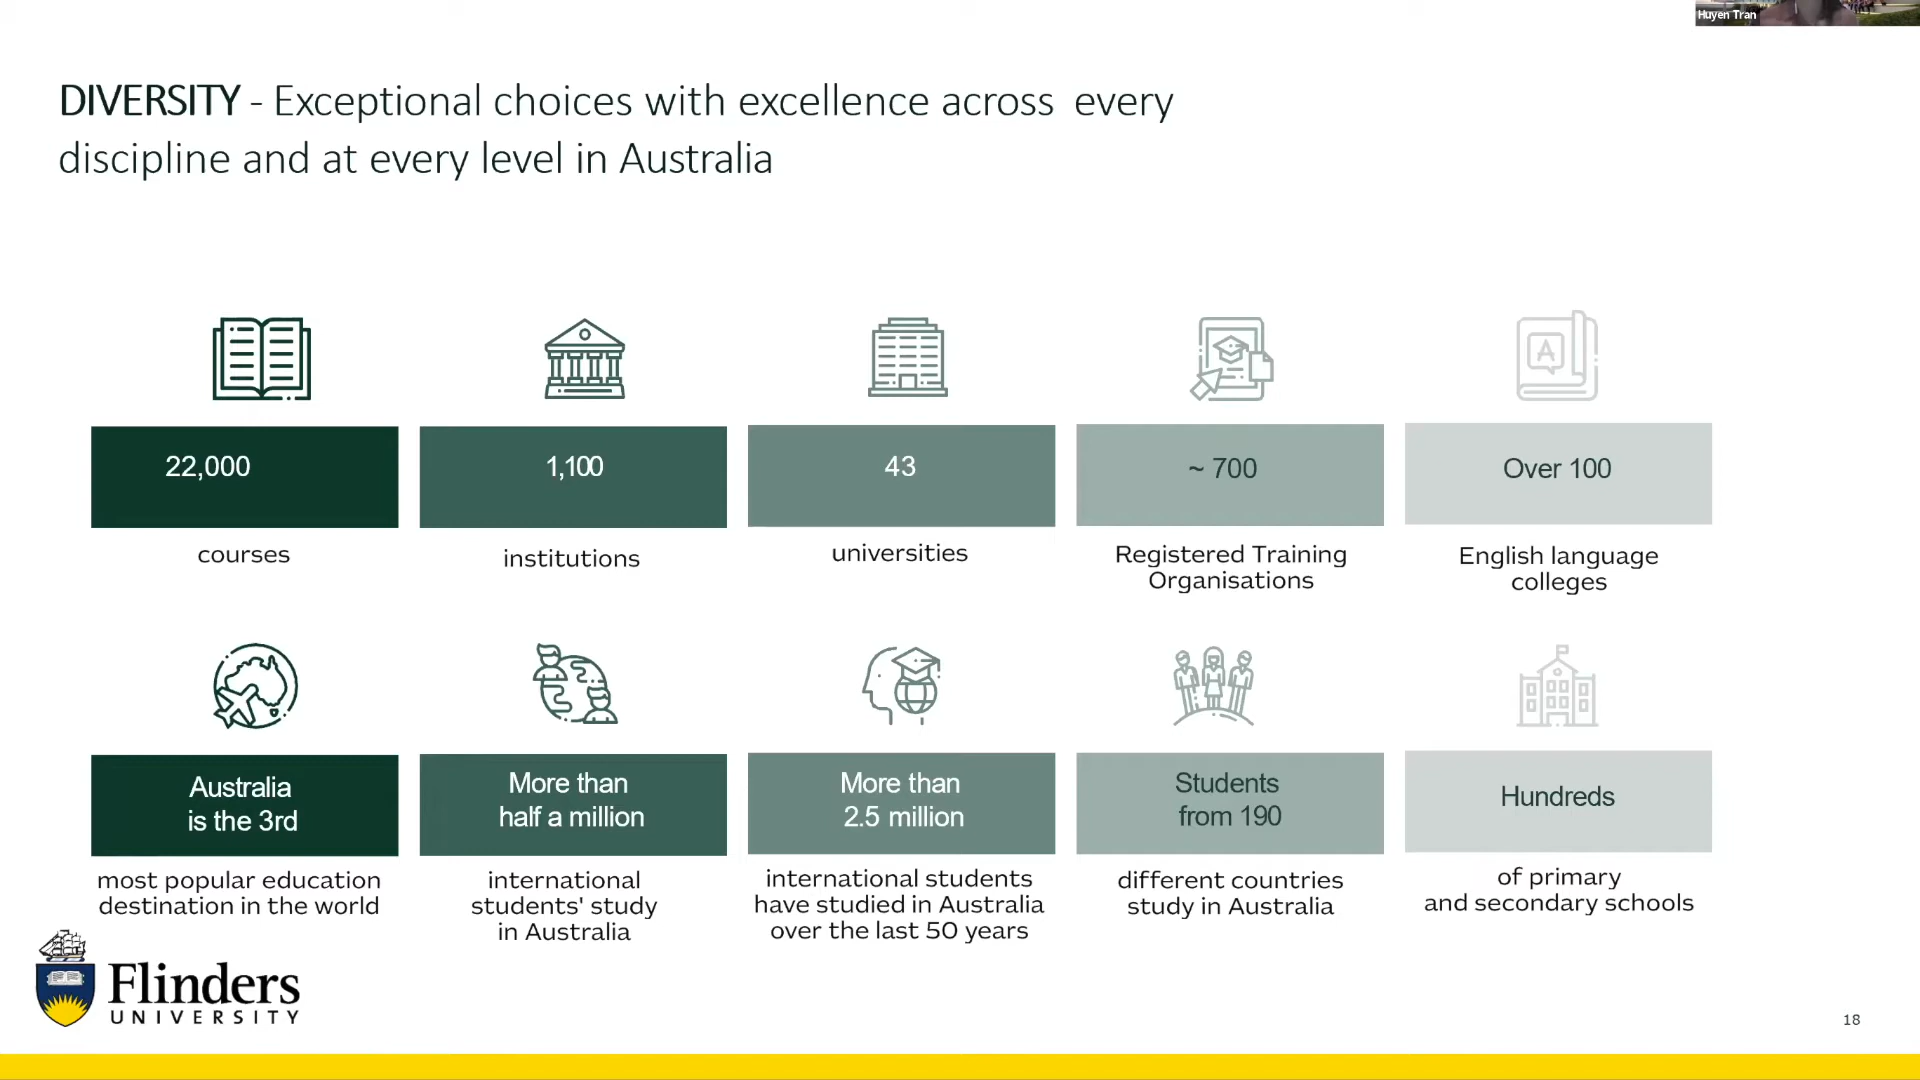 Huyen Tran
DIVERSITY - Exceptional choices with excellence across every
discipline and at every level in Australia
A
22,000
1,100
43
~ 700
Over 100
courses
institutions
universities
Registered Training
Organisations
English language
colleges
Australia
is the 3rd
More than
half a million
More than
2.5 million
Students
from 190
Hundreds
most popular education
destination in the world
international
students' study
in Australia
international students
have studied in Australia
over the last 50 years
different countries
study in Australia
of primary
and secondary schools
Flinders
UNIVERSITY
18